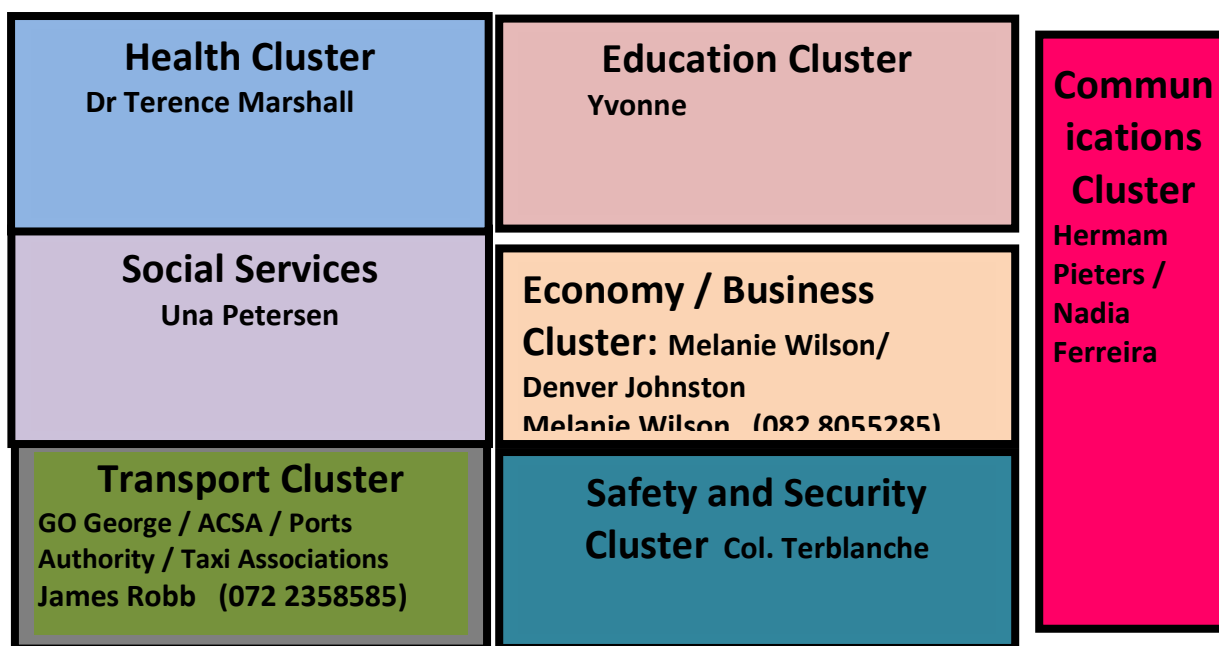 Health Cluster
Dr Terence Marshall
Education Cluster
Yvonne
Commun
ications
Cluster
Hermam
Pieters /
Nadia
Ferreira
Social Services
Una Petersen
Economy / Business
Cluster: Melanie Wilson/
Denver Johnston
Melanie Wilson (082 8055285)
Transport Cluster
GO George / ACSA / Ports
Authority / Taxi Associations
James Robb (072 2358585)
Safety and Security
Cluster Col. Terblanche